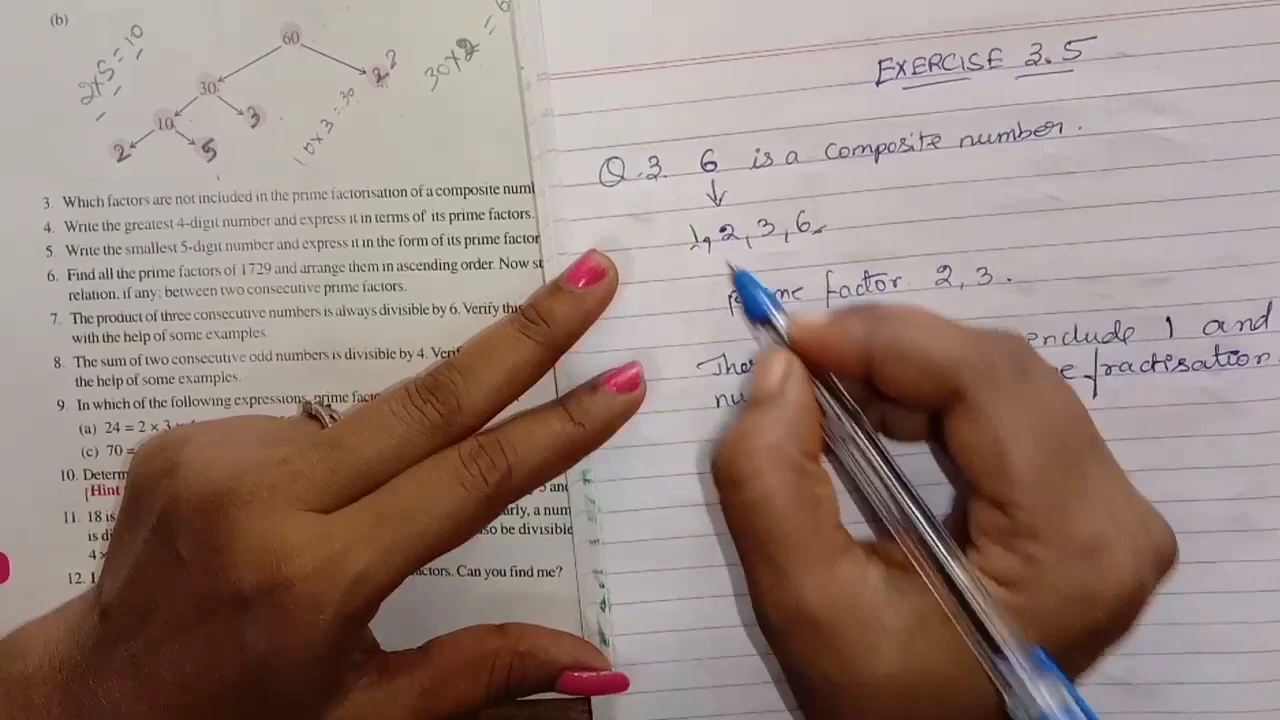 (b)
2×5=10
60
30×2 = 6
30
2
2
10×3=30
10
3
2
5
3. Which factors are not included in the prime factorisation of a composite num
4. Write the greatest 4-digit number and express it in terms of its prime factors.
5. Write the smallest 5-digit number and express it in the form of its prime factor
6. Find all the prime factors of 1729 and arrange them in ascending order. Now st
relation, if any; between two consecutive prime factors.
7. The product of three consecutive numbers is always divisible by 6. Verify this
with the help of some examples.
8. The sum of two consecutive odd numbers is divisible by 4.
the help of some examples.
9. In which of the following expressions, prime
(a) 24 = 2 × 3 ×
(c) 70 =
10. Determ
[Hint
11. 18 is
and
is di
a num
4×
so be divisible
12. I
Can you find me?
EXERCISE 3.5
Q.3 6 is a composite number.
1, 2, 3, 6
factor 2, 3.
1 and